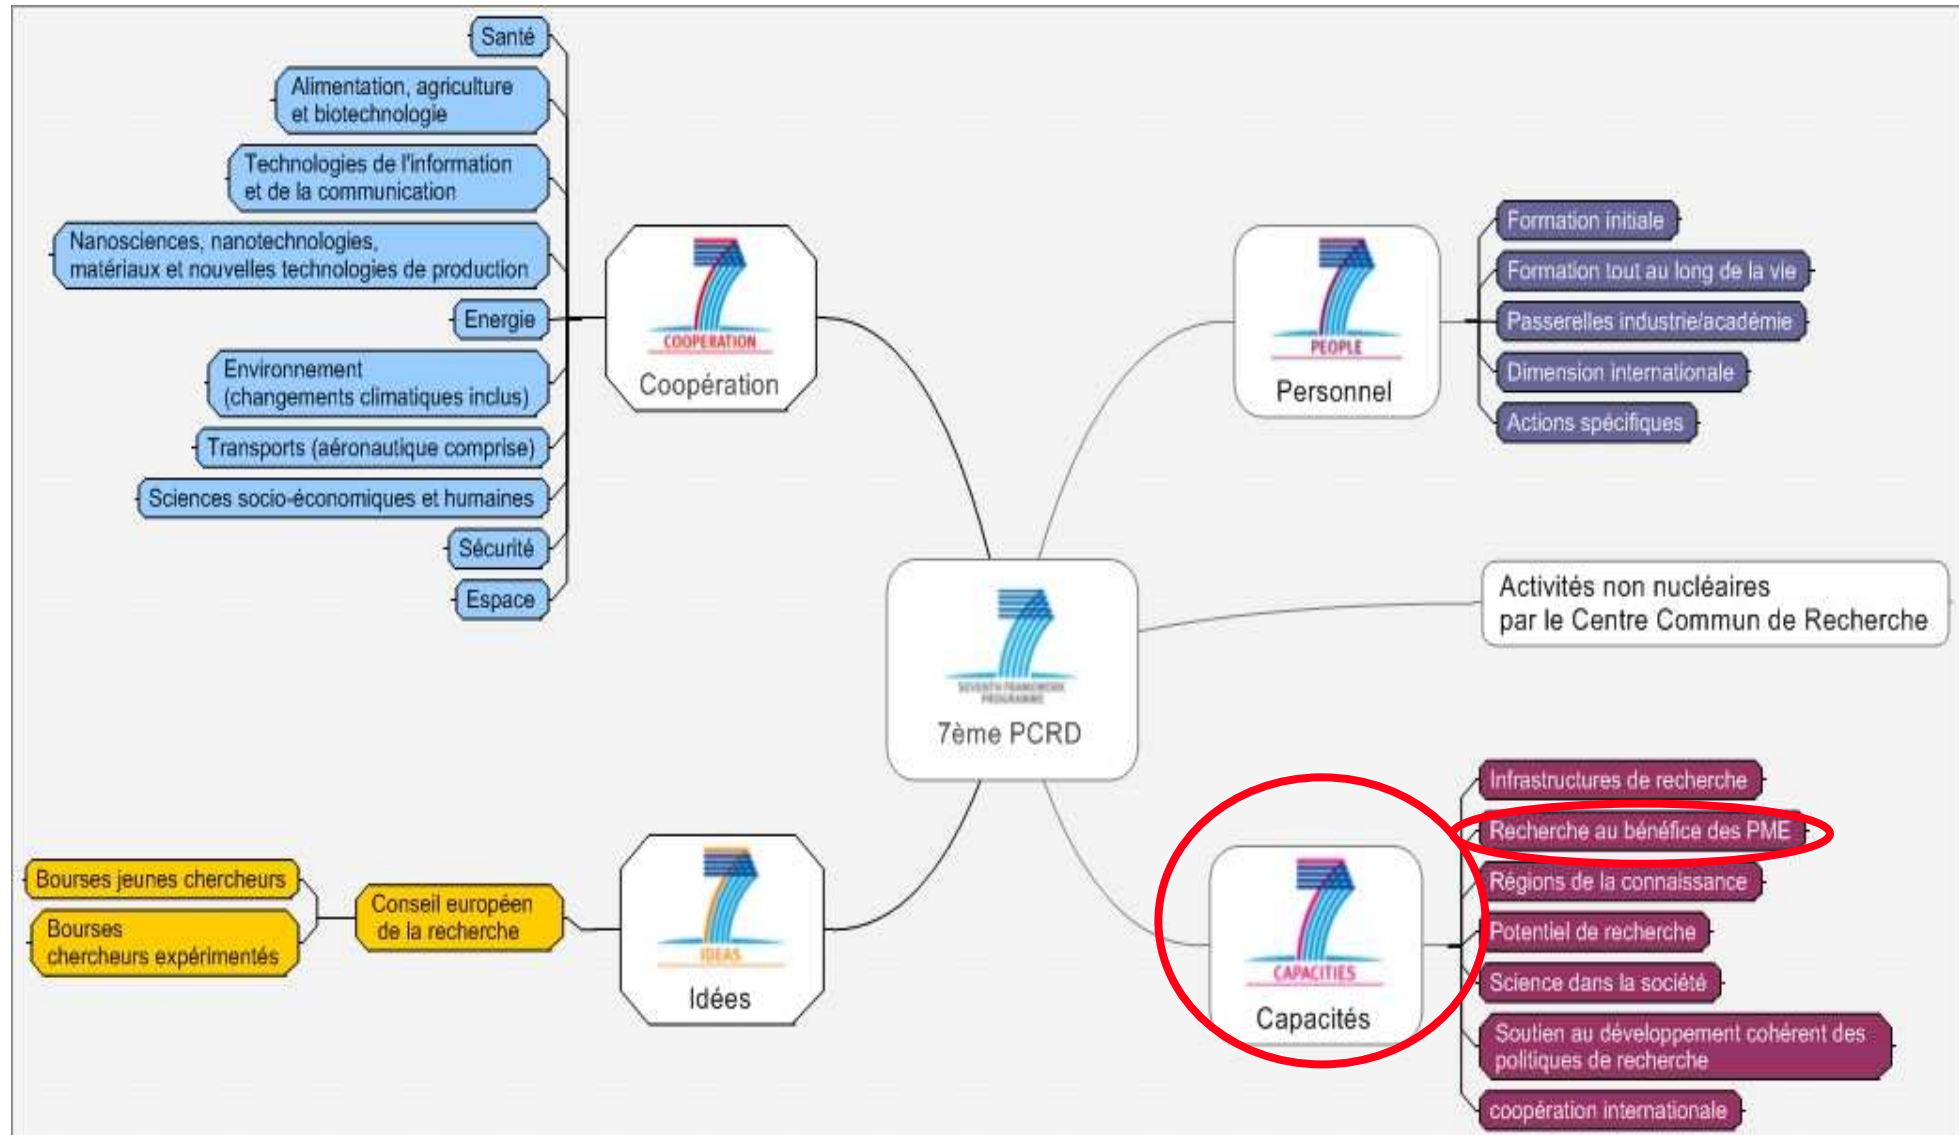 Santé
Alimentation, agriculture
et biotechnologie
Technologies de l'information
et de la communication
Nanosciences, nanotechnologies,
matériaux et nouvelles technologies de production
Energie
Environnement
(changements climatiques inclus)
Transports (aéronautique comprise)
Sciences socio-économiques et humaines
Sécurité
Espace
COOPERATION
Coopération
PEOPLE
Personnel
Formation initiale
Formation tout au long de la vie
Passerelles industrie/académie
Dimension internationale
Actions spécifiques
SEVENTH FRAMEWORK
PROGRAMME
7ème PCRD
Activités non nucléaires
par le Centre Commun de Recherche
Bourses jeunes chercheurs
Bourses
chercheurs expérimentés
Conseil européen
de la recherche
IDEAS
Idées
CAPACITIES
Capacités
Infrastructures de recherche
Recherche au bénéfice des PME
Régions de la connaissance
Potentiel de recherche
Science dans la société
Soutien au développement cohérent des
politiques de recherche
coopération internationale